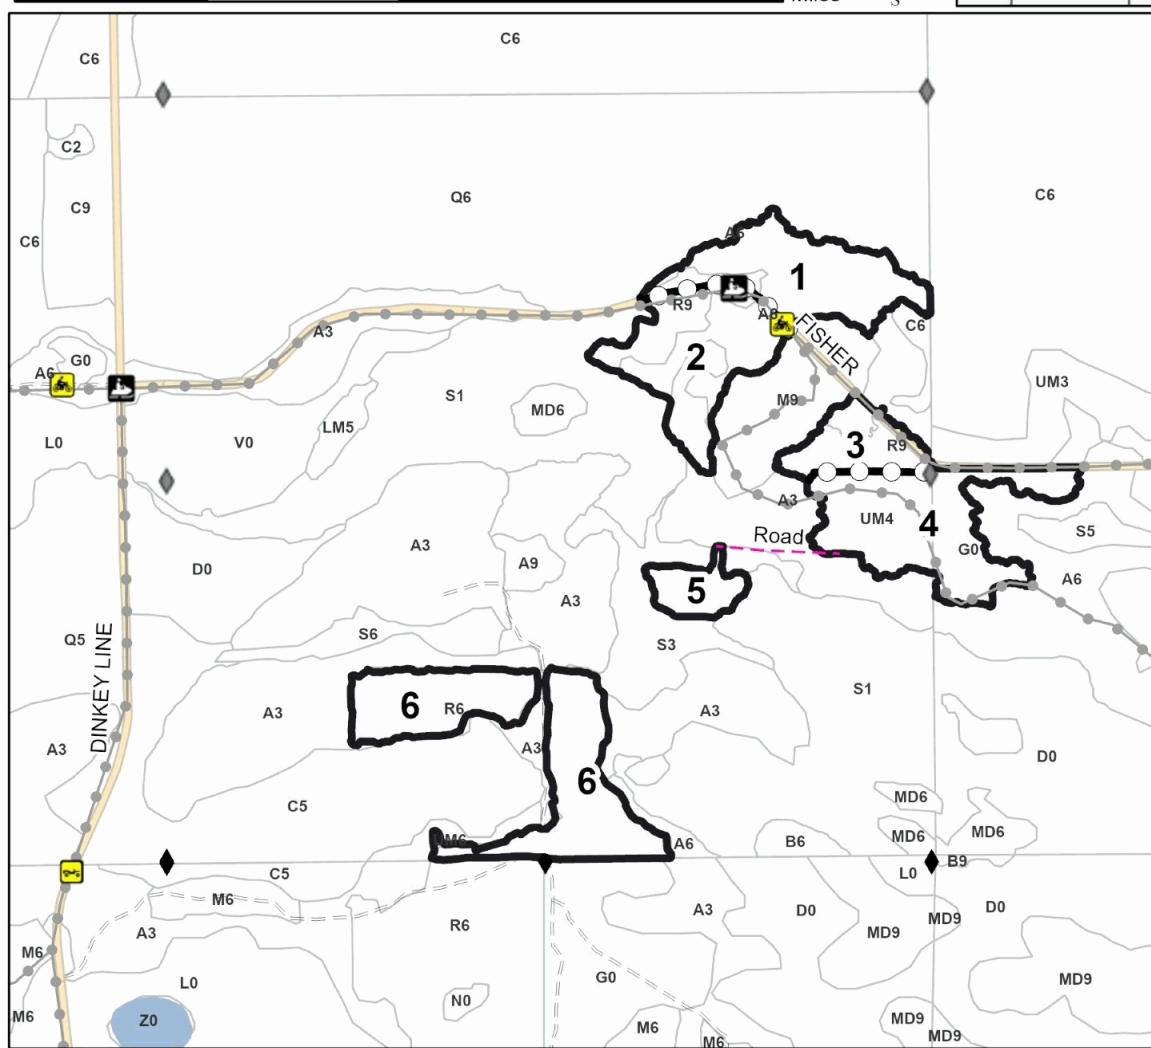 Miles
S
C6
C6
C2
C9
C6
Q6
C6
A6
1
R9
A8
FISHER
C6
2
G0
A6
A3
S1
MD6
M9
UM3
L0
V0
LM5
3
R9
A3
UM4
4
S5
Road
G0
A3
A9
D0
5
A6
A3
S6
Q5
DINKEY LINE
S3
S1
6
R6
A3
A3
A3
A3
6
D0
C5
MD6
UM6
A6
B6
MD6
MD6
C5
L0
B9
M6
R6
A3
D0
MD9
D0
A3
MD9
M6
L0
G0
MD9
N0
M6
Z0
M6
MD9
M6
MD9